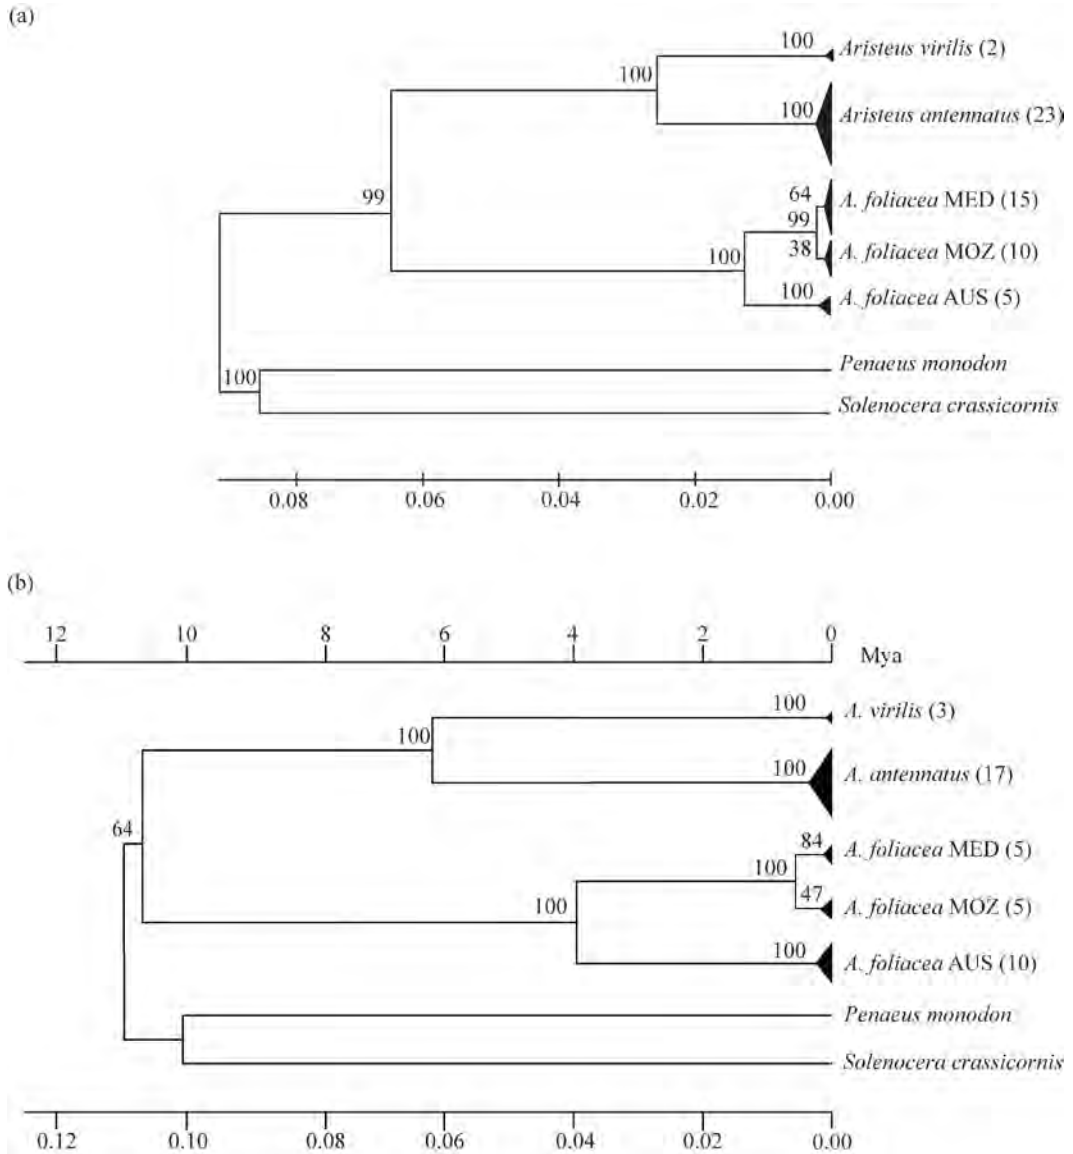 (a)
100 Aristeus virilis (2)
100
100 Aristeus antennatus (23)
64 A. foliacea MED (15)
99
99
38 A. foliacea MOZ (10)
100
100 A. foliacea AUS (5)
Penaeus monodon
100
Solenocera crassicornis
0.08 0.06 0.04 0.02 0.00
(b)
12 10 8 6 4 2 0
Mya
100 A. virilis (3)
100
100 A. antennatus (17)
64
84 A. foliacea MED (5)
100
47 A. foliacea MOZ (5)
100
100 A. foliacea AUS (10)
Penaeus monodon
Solenocera crassicornis
0.12 0.10 0.08 0.06 0.04 0.02 0.00